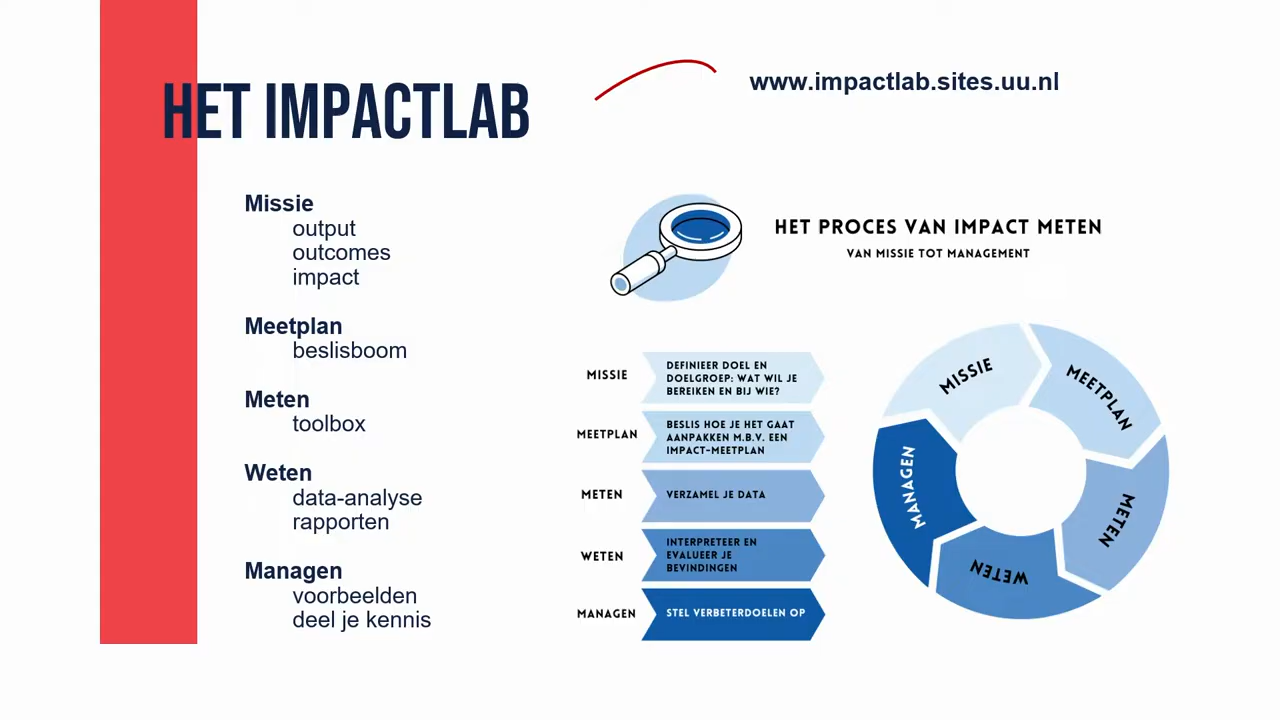 HET IMPACTLAB
www.impactlab.sites.uu.nl
Missie
output
outcomes
impact
Meetplan
beslisboom
Meten
toolbox
Weten
data-analyse
rapporten
Managen
voorbeelden
deel je kennis
HET PROCES VAN IMPACT METEN
VAN MISSIE TOT MANAGEMENT
MISSIE
DEFINIEER DOEL EN
DOELGROEP: WAT WIL JE
BEREIKEN EN BIJ WIE?
MEETPLAN
BESLIS HOE JE HET GAAT
AANPAKKEN M.B.V. EEN
IMPACT-MEETPLAN
METEN
VERZAMEL JE DATA
WETEN
INTERPRETEER EN
EVALUEER JE
BEVINDINGEN
MANAGEN
STEL VERBETERDOELEN OP
MISSIE
MEETPLAN
METEN
WETEN
MANAGEN